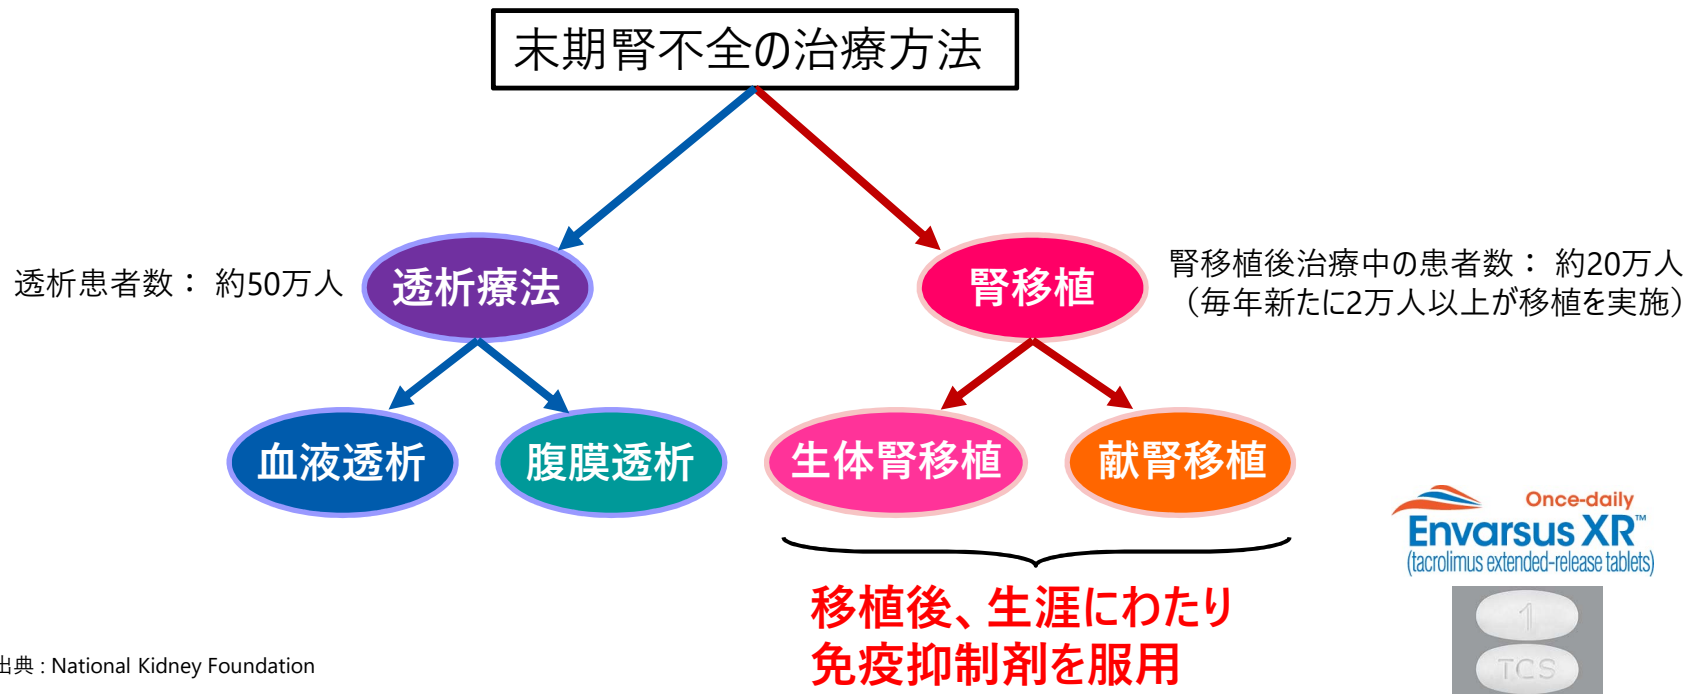 末期腎不全の治療方法
透析患者数： 約50万人
透析療法
腎移植
腎移植後治療中の患者数： 約20万人
（毎年新たに2万人以上が移植を実施）
血液透析
腹膜透析
生体腎移植
献腎移植
移植後、生涯にわたり
免疫抑制剤を服用
Once-daily
Envarsus XR™
(tacrolimus extended-release tablets)
1
TCS
出典 : National Kidney Foundation